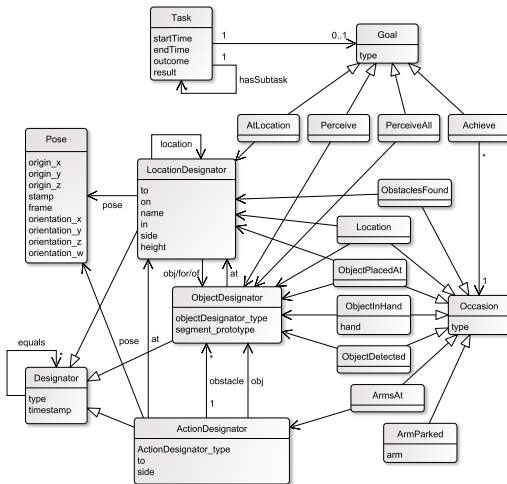 Task
startTime
endTime
outcome
result
1
0..1
1
hasSubtask
*
Goal
type
AtLocation
Perceive
PerceiveAll
Achieve
Pose
origin_x
origin_y
origin_z
stamp
frame
orientation_x
orientation_y
orientation_z
orientation_w
location
LocationDesignator
to
on
name
in
side
height
pose
*
ObstaclesFound
Location
ObjectPlacedAt
obj/for/of
at
ObjectDesignator
objectDesignator_type
segment_prototype
ObjectInHand
hand
1
Occasion
type
ObjectDetected
equals
*
Designator
type
timestamp
pose
at
*
obstacle
1
obj
ArmsAt
ActionDesignator
ActionDesignator_type
to
side
ArmParked
arm